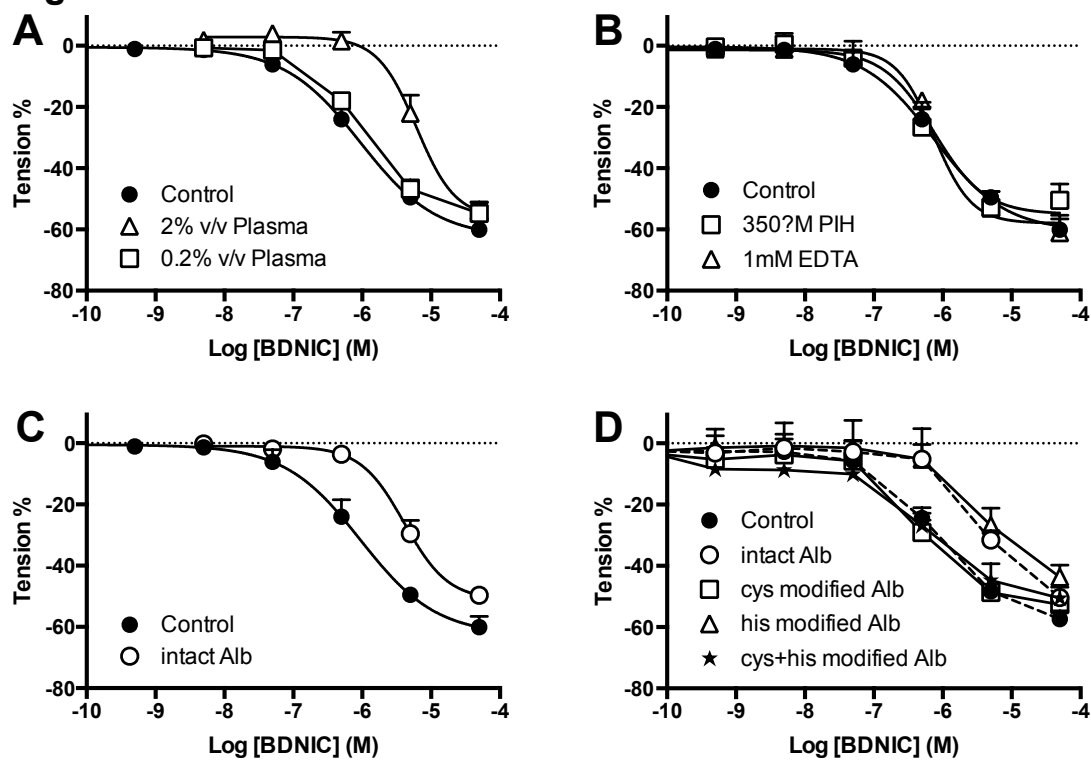 A
Tension %
0
-20
-40
-60
-80
Control
2% v/v Plasma
0.2% v/v Plasma
-10 -9 -8 -7 -6 -5 -4
Log [BDNIC] (M)
B
Tension %
0
-20
-40
-60
-80
Control
350?M PIH
1mM EDTA
-10 -9 -8 -7 -6 -5 -4
Log [BDNIC] (M)
C
Tension %
0
-20
-40
-60
-80
Control
intact Alb
-10 -9 -8 -7 -6 -5 -4
Log [BDNIC] (M)
D
Tension %
0
-20
-40
-60
-80
Control
intact Alb
cys modified Alb
his modified Alb
cys+his modified Alb
-10 -9 -8 -7 -6 -5 -4
Log [BDNIC] (M)